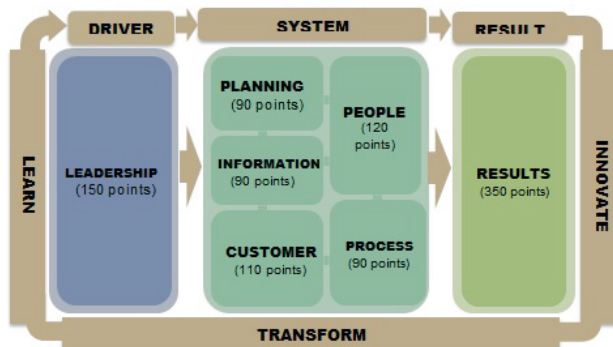 DRIVER
SYSTEM
RESULT
LEARN
LEADERSHIP
(150 points)
PLANNING
(90 points)
INFORMATION
(90 points)
CUSTOMER
(110 points)
PEOPLE
(120
points)
PROCESS
(90 points)
RESULTS
(350 points)
INNOVATE
TRANSFORM